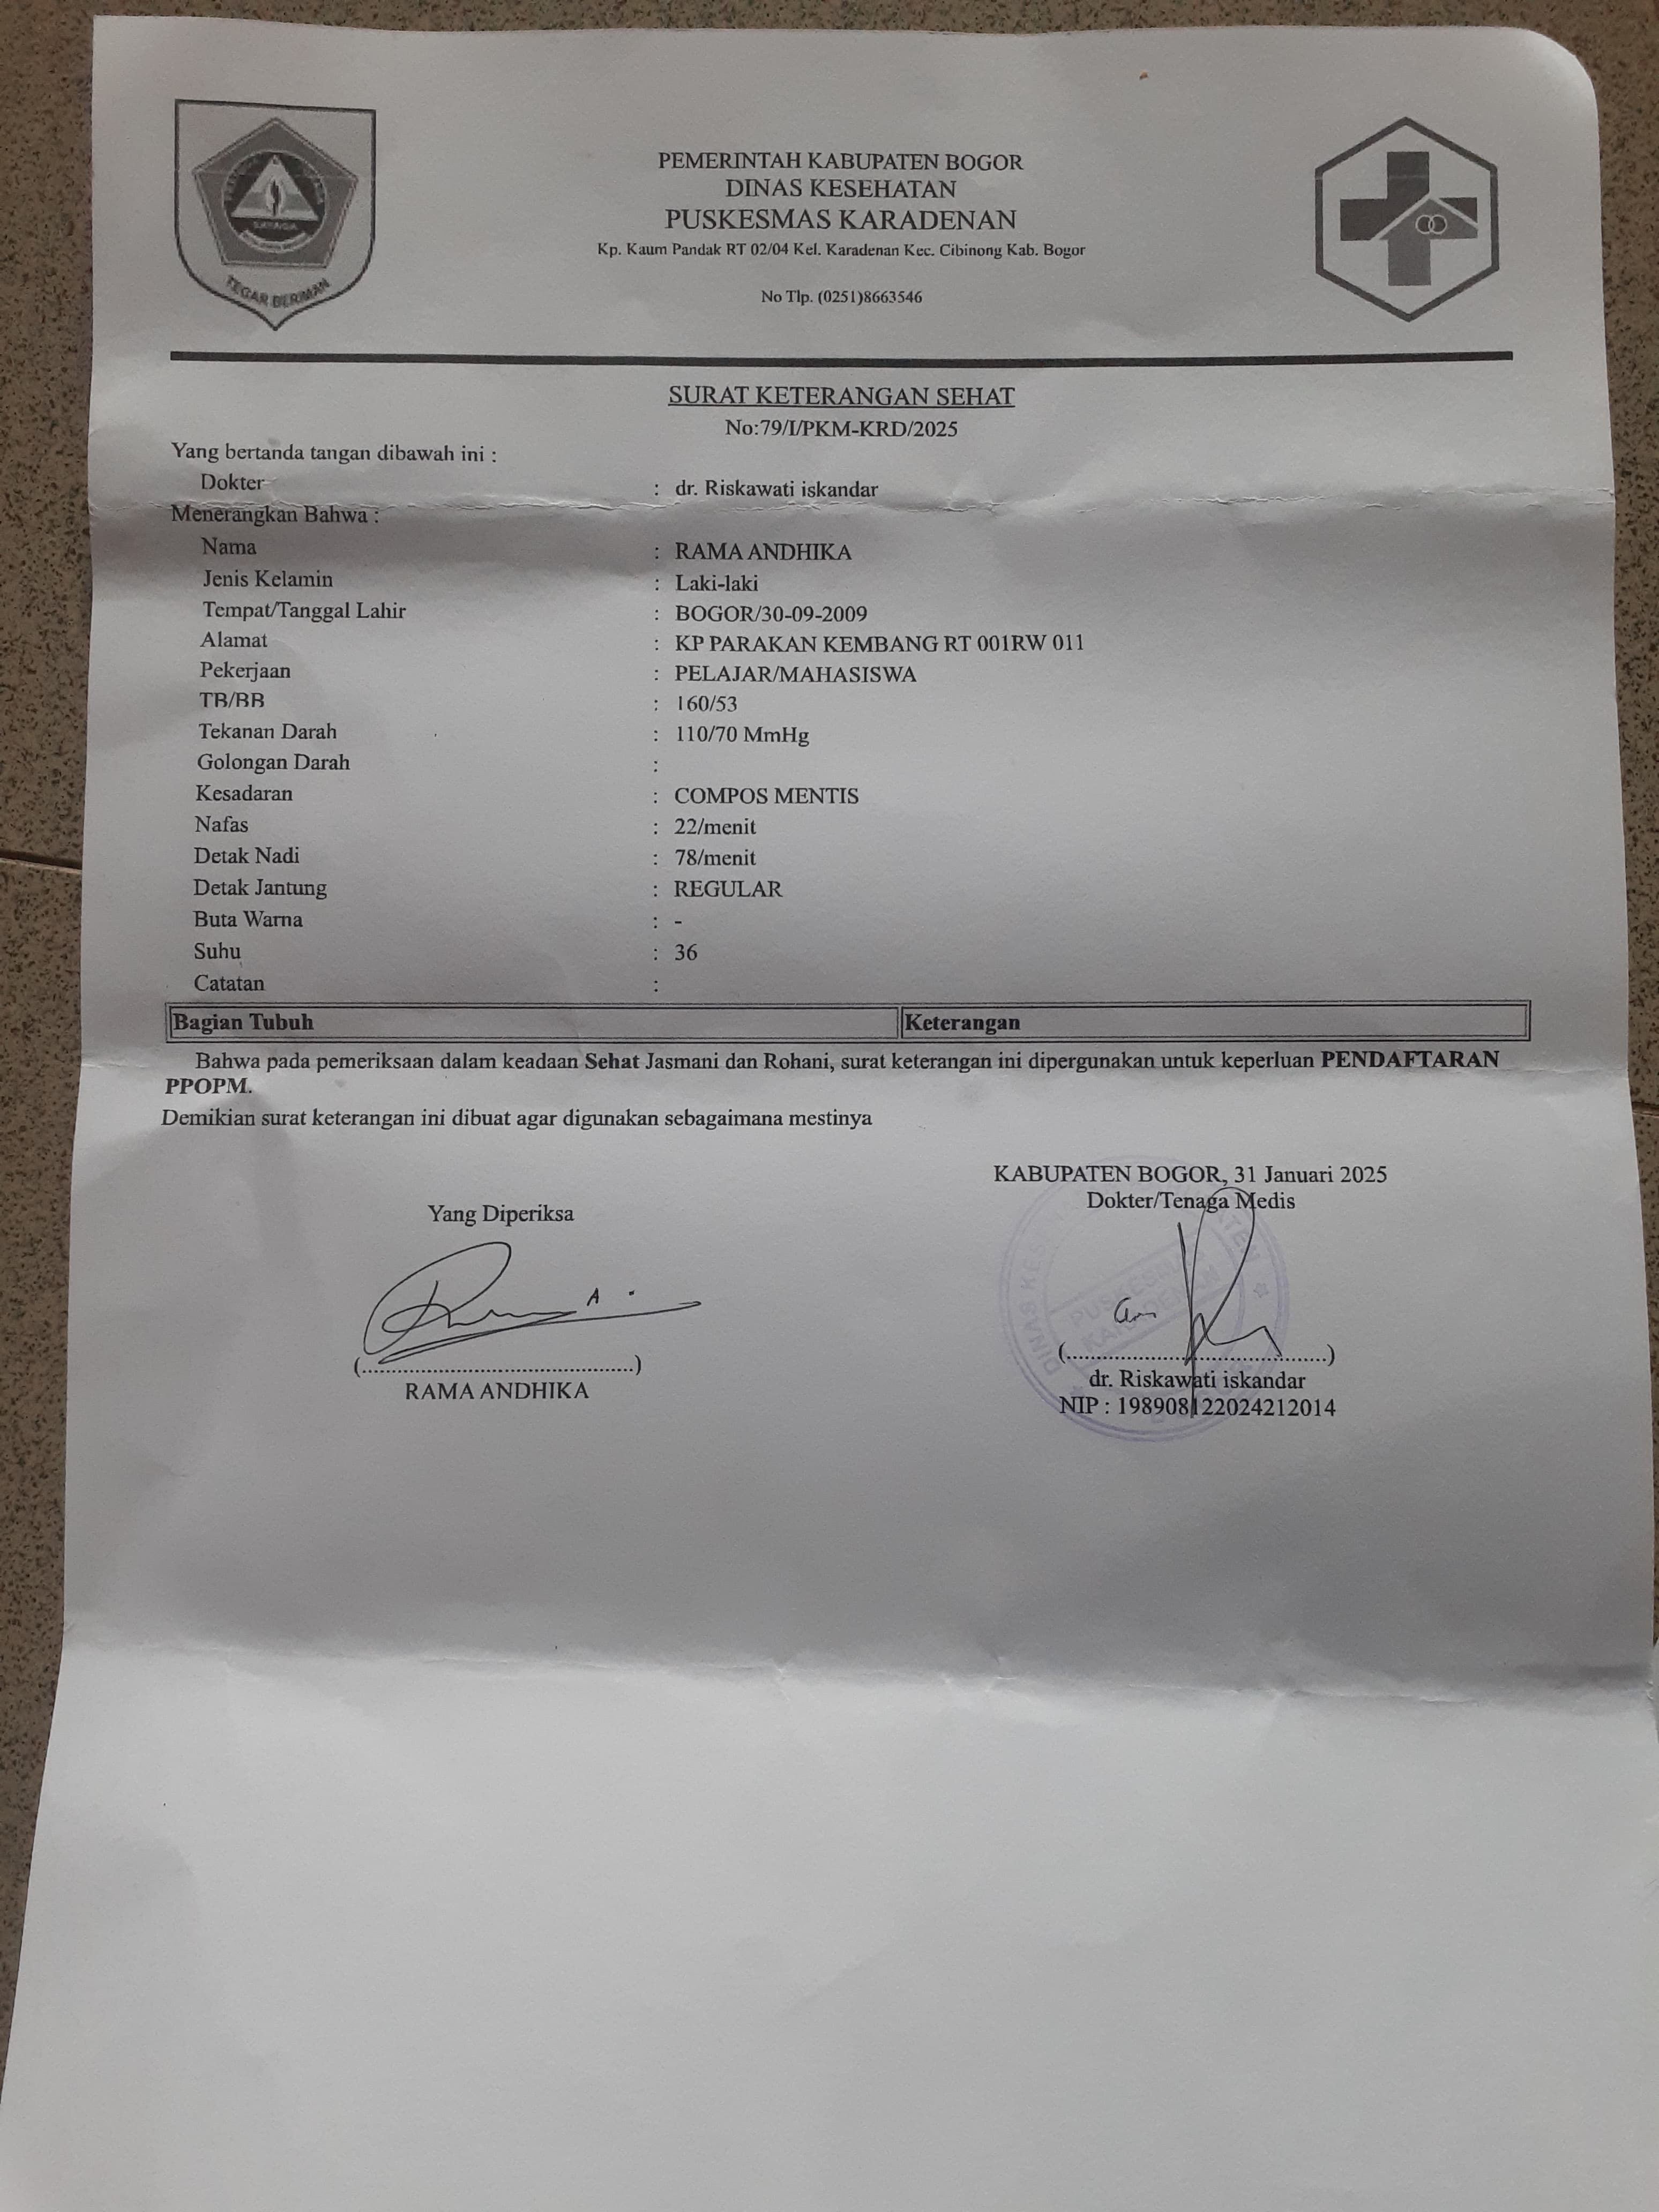 TEGAR BERIMAN
PEMERINTAH KABUPATEN BOGOR
DINAS KESEHATAN
PUSKESMAS KARADENAN
Kp. Kaum Pandak RT 02/04 Kel. Karadenan Kec. Cibinong Kab. Bogor
No Tlp. (0251)8663546
SURAT KETERANGAN SEHAT
No:79/I/PKM-KRD/2025
Yang bertanda tangan dibawah ini :
Dokter : dr. Riskawati iskandar
Menerangkan Bahwa :
Nama : RAMA ANDHIKA
Jenis Kelamin : Laki-laki
Tempat/Tanggal Lahir : BOGOR/30-09-2009
Alamat : KP PARAKAN KEMBANG RT 001RW 011
Pekerjaan : PELAJAR/MAHASISWA
TB/BB : 160/53
Tekanan Darah : 110/70 MmHg
Golongan Darah :
Kesadaran : COMPOS MENTIS
Nafas : 22/menit
Detak Nadi : 78/menit
Detak Jantung : REGULAR
Buta Warna : -
Suhu : 36
Catatan :
Bagian Tubuh Keterangan
Bahwa pada pemeriksaan dalam keadaan Sehat Jasmani dan Rohani, surat keterangan ini dipergunakan untuk keperluan PENDAFTARAN
PPOPM.
Demikian surat keterangan ini dibuat agar digunakan sebagaimana mestinya
KABUPATEN BOGOR, 31 Januari 2025
Dokter/Tenaga Medis
Yang Diperiksa
PUSKESMAS
KARADENAN
(..........................................)
RAMA ANDHIKA
(..........................................)
dr. Riskawati iskandar
NIP : 198908122024212014